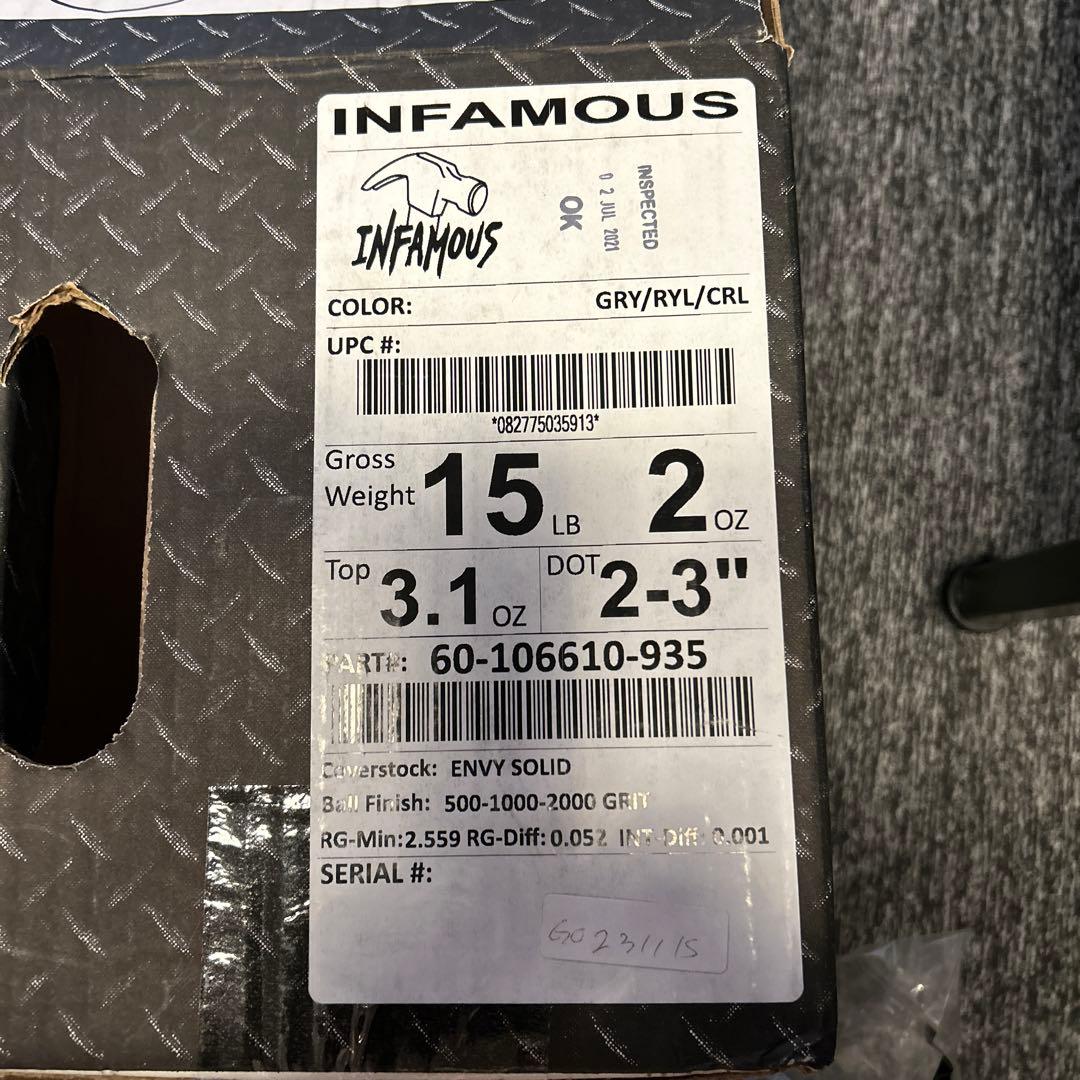 INFAMOUS
INFAMOUS
OK
0 2 JUL 2021
INSPECTED
COLOR: GRY/RYL/CRL
UPC #:
*082775035913*
Gross Weight 15 LB 2 OZ
Top 3.1 OZ DOT 2-3"
PART#: 60-106610-935
Coverstock: ENVY SOLID
Ball Finish: 500-1000-2000 GRIT
RG-Min:2.559 RG-Diff: 0.052 INT-Diff: 0.001
SERIAL #:
GO231115